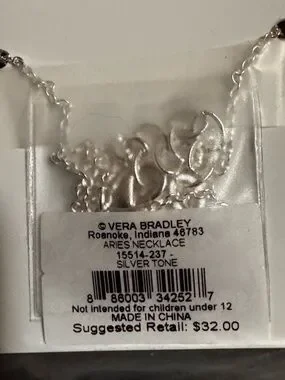 © VERA BRADLEY
Roanoke, Indiana 46783
ARIES NECKLACE
15514-237 -
SILVER TONE
8 86003 34252 7
Not intended for children under 12
MADE IN CHINA
Suggested Retail: $32.00